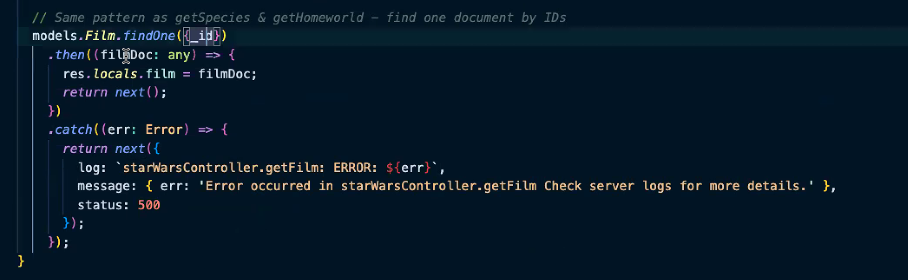 // Same pattern as getSpecies & getHomeworld - find one document by IDs
models.Film.findOne({_id})
.then((filmDoc: any) => {
res.locals.film = filmDoc;
return next();
})
.catch((err: Error) => {
return next({
log: `starWarsController.getFilm: ERROR: ${err}`,
message: { err: 'Error occurred in starWarsController.getFilm Check server logs for more details.' },
status: 500
});
});
}